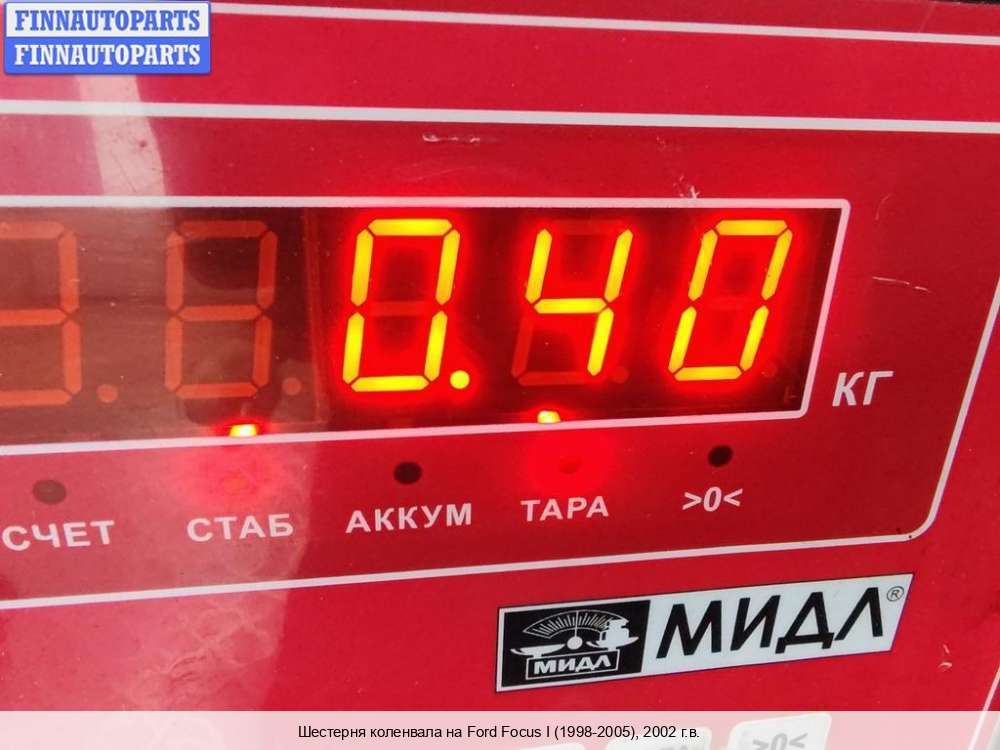 FINNAUTOPARTS
FINNAUTOPARTS
0.40
КГ
СЧЕТ СТАБ АККУМ ТАРА >0<
МИДЛ МИДЛ®
>0<
Шестерня коленвала на Ford Focus I (1998-2005), 2002 г.в.